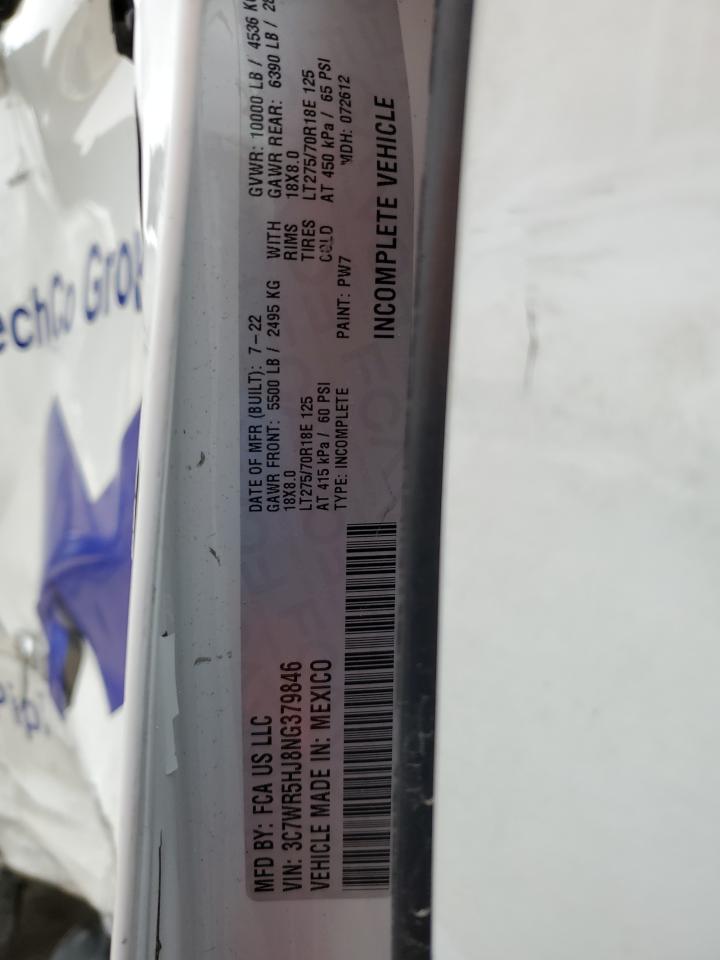 MFD BY: FCA US LLC
VIN: 3C7WR5HJ8NG379846
VEHICLE MADE IN: MEXICO
DATE OF MFR (BUILT): 7-22
GAWR FRONT: 5500 LB / 2495 KG
18X8.0
LT275/70R18E 125
AT 415 kPa / 60 PSI
TYPE: INCOMPLETE
WITH
RIMS
TIRES
COLD
PAINT: PW7
GVWR: 10000 LB / 4536 K
GAWR REAR: 6390 LB /
18X8.0
LT275/70R18E 125
AT 450 kPa / 65 PSI
MDH: 072612
INCOMPLETE VEHICLE
echCo Grou
Pip